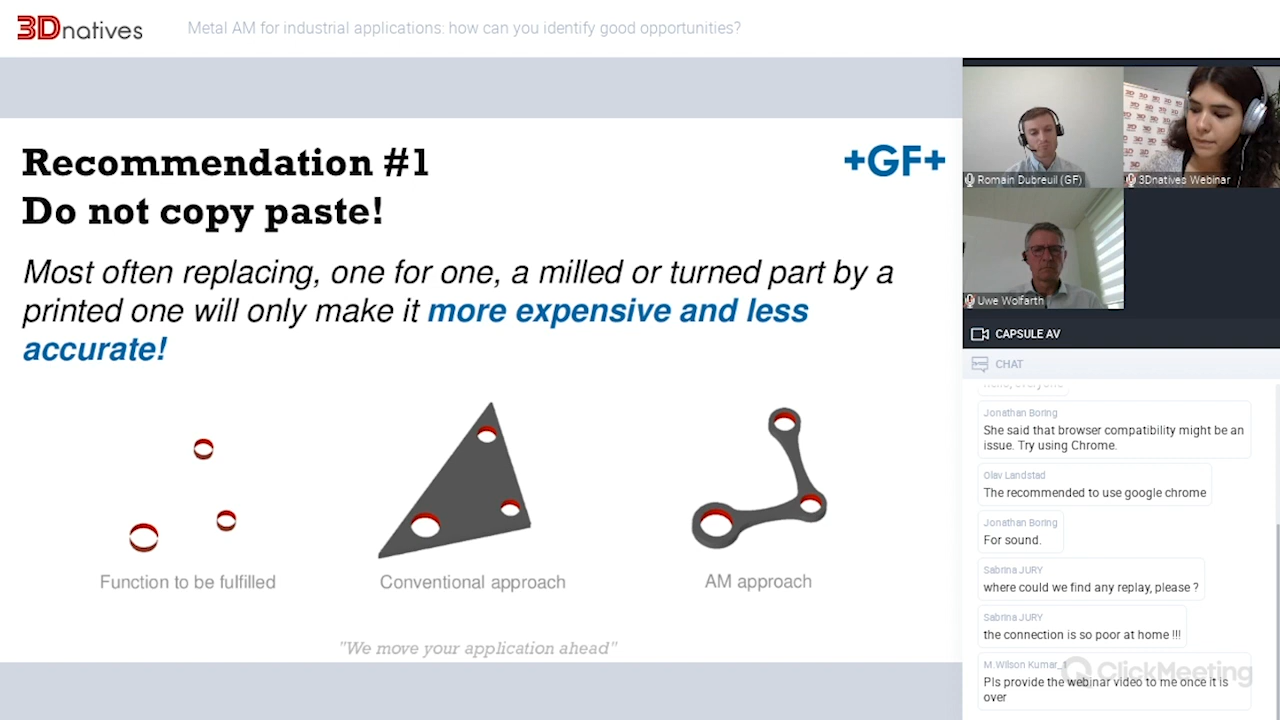 3Dnatives
Metal AM for industrial applications: how can you identify good opportunities?
Recommendation #1
Do not copy paste!
+GF+
Most often replacing, one for one, a milled or turned part by a
printed one will only make it more expensive and less
accurate!
Function to be fulfilled
Conventional approach
AM approach
"We move your application ahead"
Romain Dubreuil (GF)
3Dnatives Webinar
Uwe Wolfarth
CAPSULE AV
CHAT
hello, everyone
Jonathan Boring
She said that browser compatibility might be an
issue. Try using Chrome.
Olav Landstad
The recommended to use google chrome
Jonathan Boring
For sound.
Sabrina JURY
where could we find any replay, please ?
Sabrina JURY
the connection is so poor at home !!!
M.Wilson Kumar_
Pls provide the webinar video to me once it is
over
ClickMeeting